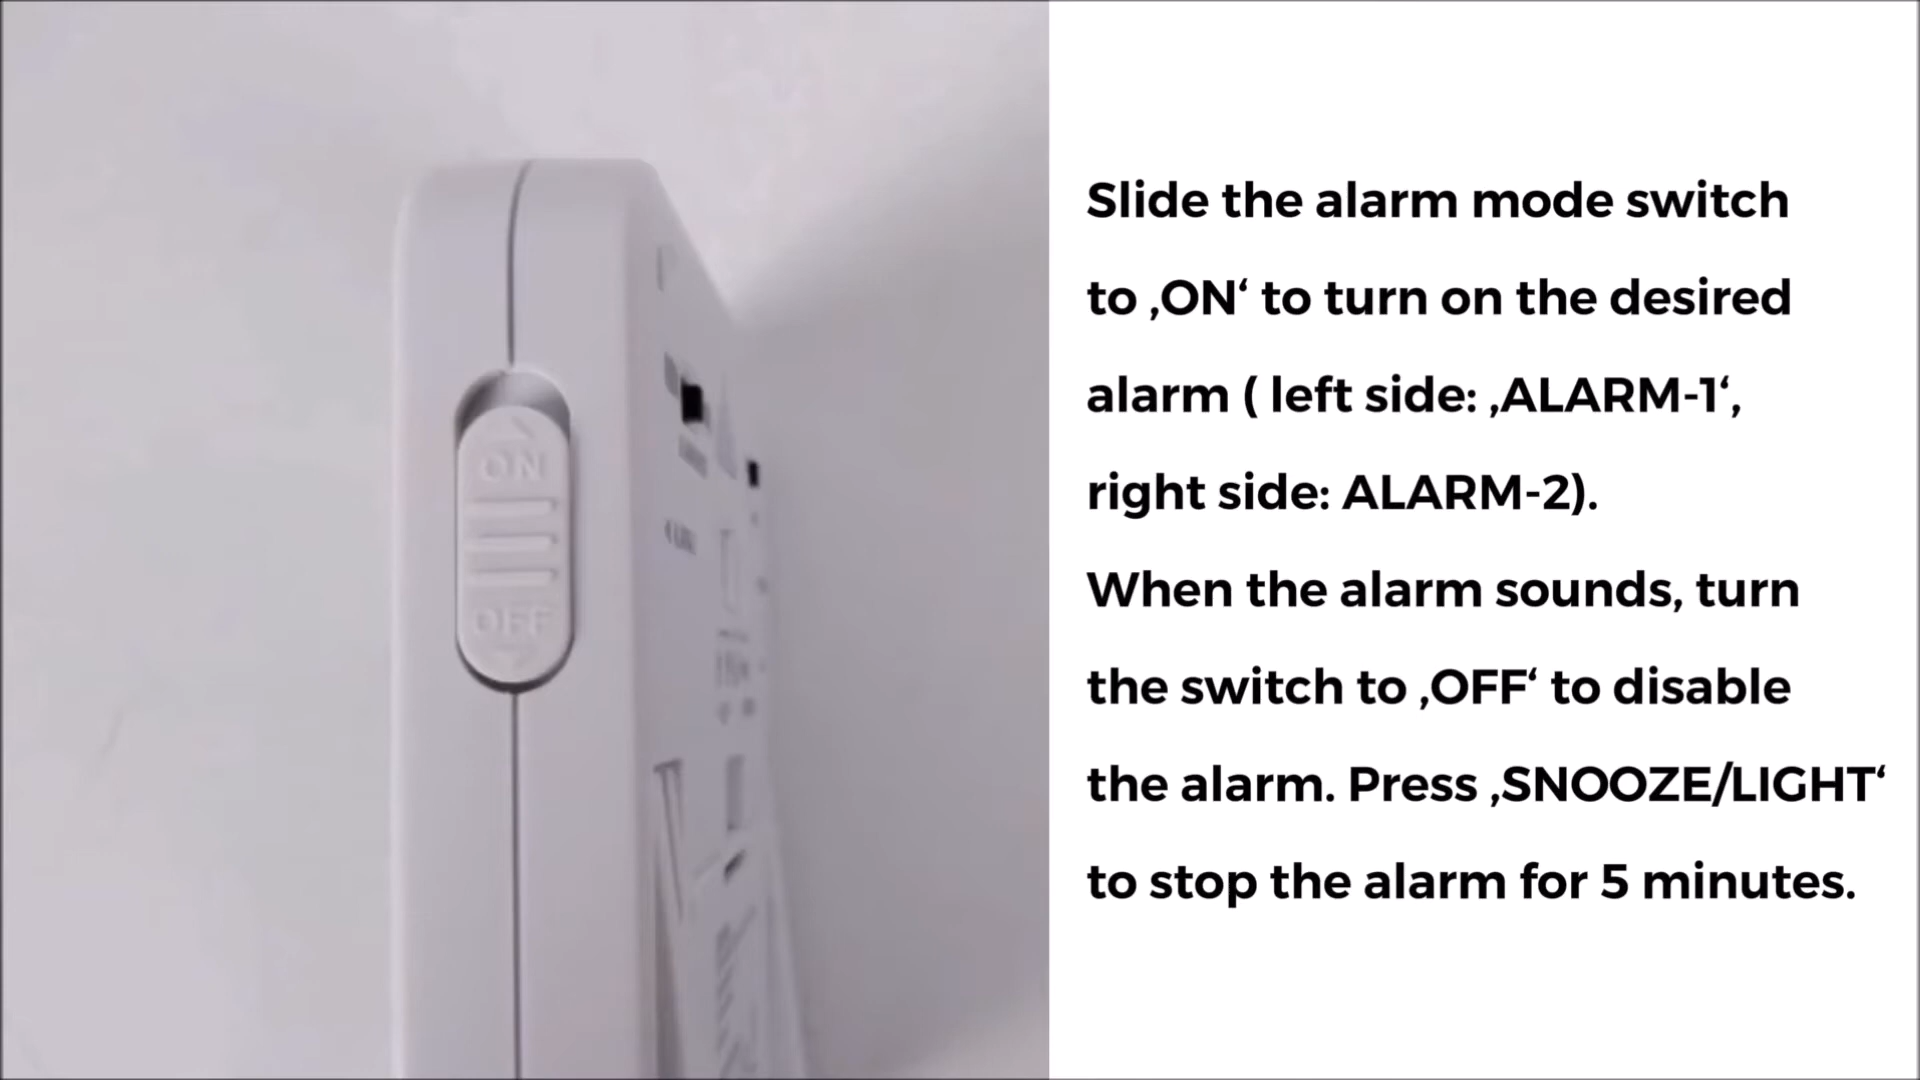 ON
OFF
Slide the alarm mode switch
to ‚ON‘ to turn on the desired
alarm ( left side: ‚ALARM-1‘,
right side: ALARM-2).
When the alarm sounds, turn
the switch to ‚OFF‘ to disable
the alarm. Press ‚SNOOZE/LIGHT‘
to stop the alarm for 5 minutes.